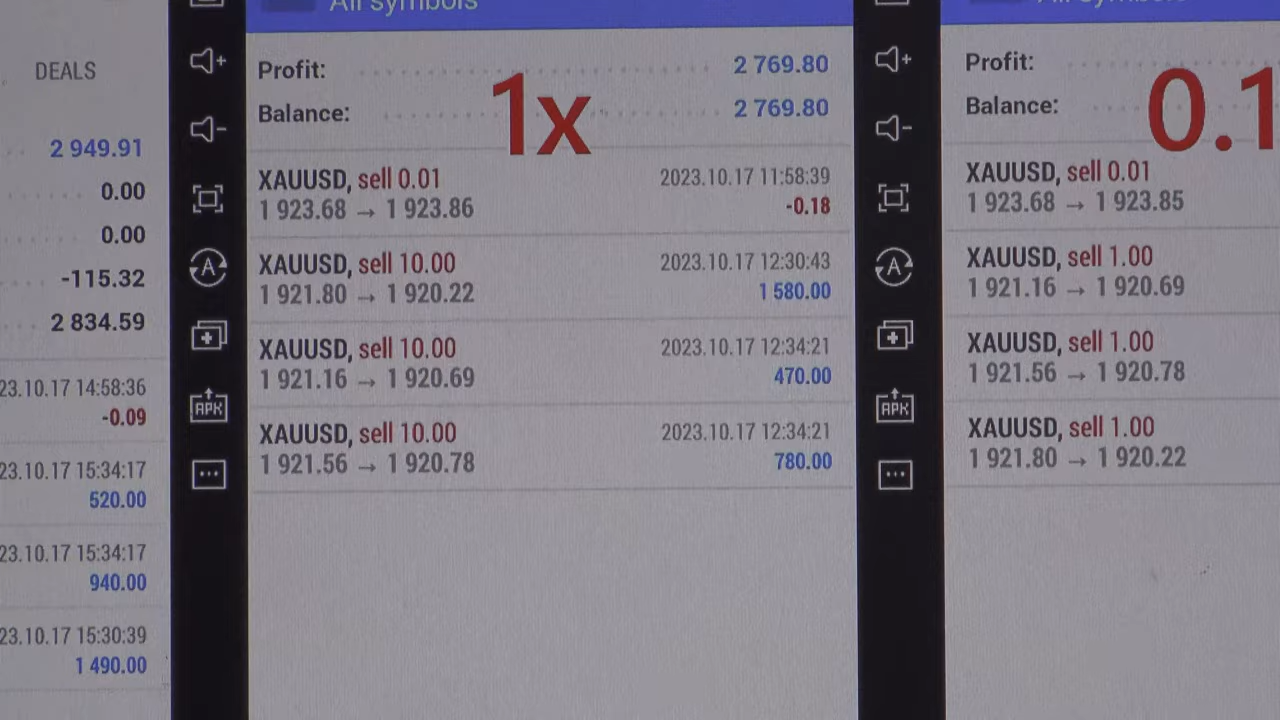 DEALS
2 949.91
0.00
0.00
-115.32
2 834.59
23.10.17 14:58:36
-0.09
23.10.17 15:34:17
520.00
23.10.17 15:34:17
940.00
23.10.17 15:30:39
1 490.00
APK
All symbols
Profit: 2 769.80
Balance: 2 769.80
1x
XAUUSD, sell 0.01 2023.10.17 11:58:39
1 923.68 → 1 923.86 -0.18
XAUUSD, sell 10.00 2023.10.17 12:30:43
1 921.80 → 1 920.22 1 580.00
XAUUSD, sell 10.00 2023.10.17 12:34:21
1 921.16 → 1 920.69 470.00
XAUUSD, sell 10.00 2023.10.17 12:34:21
1 921.56 → 1 920.78 780.00
A
APK
Profit:
Balance:
0.1
XAUUSD, sell 0.01
1 923.68 → 1 923.85
XAUUSD, sell 1.00
1 921.16 → 1 920.69
XAUUSD, sell 1.00
1 921.56 → 1 920.78
XAUUSD, sell 1.00
1 921.80 → 1 920.22